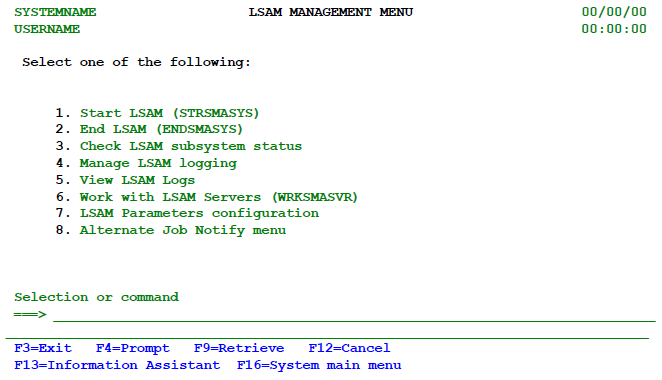 SYSTEMNAME LSAM MANAGEMENT MENU 00/00/00
USERNAME 00:00:00
Select one of the following:
1. Start LSAM (STRSMASYS)
2. End LSAM (ENDSMASYS)
3. Check LSAM subsystem status
4. Manage LSAM logging
5. View LSAM Logs
6. Work with LSAM Servers (WRKSMASVR)
7. LSAM Parameters configuration
8. Alternate Job Notify menu
Selection or command
===>
F3=Exit F4=Prompt F9=Retrieve F12=Cancel
F13=Information Assistant F16=System main menu